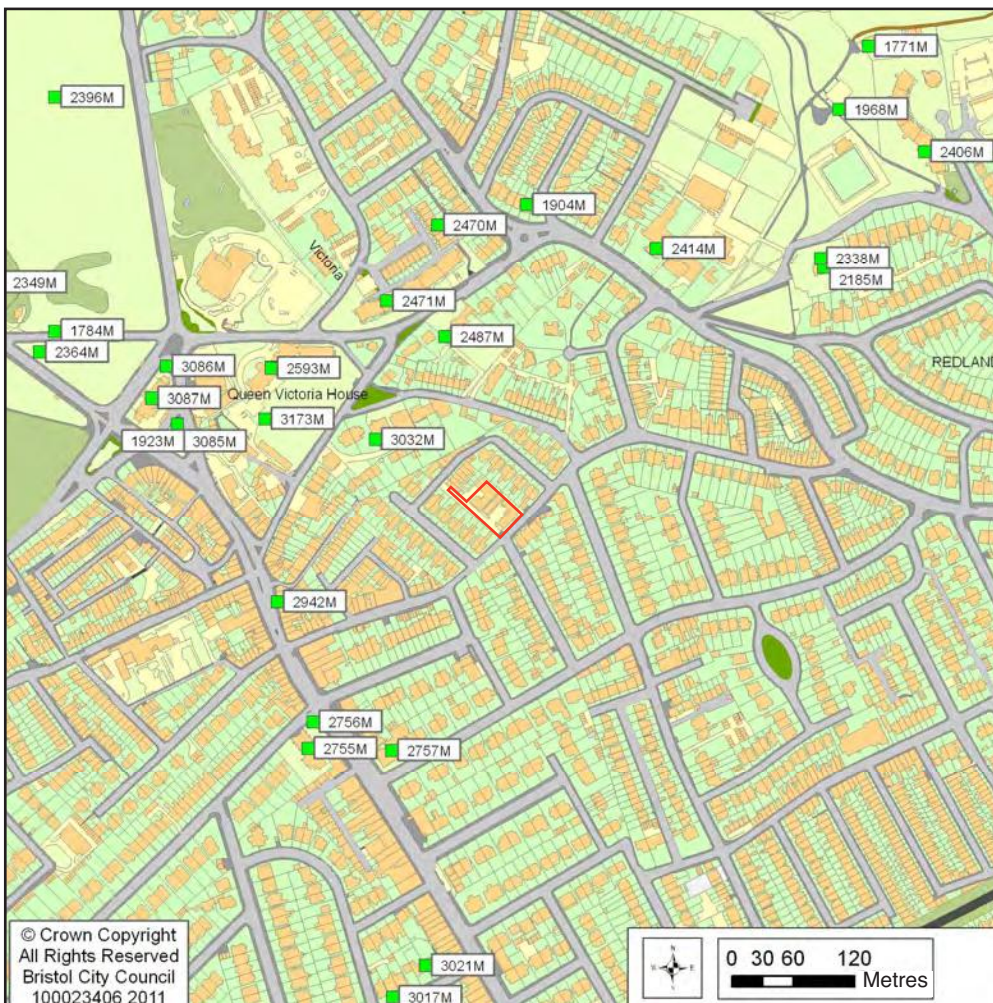 1771M
2396M
1968M
2406M
1904M
2470M
2414M
Victoria
2338M
2349M
2185M
2471M
1784M
2487M
2364M
3086M
2593M
REDLAND
Queen Victoria House
3087M
3173M
1923M
3085M
3032M
2942M
2756M
2755M
2757M
© Crown Copyright
All Rights Reserved
Bristol City Council
100023406 2011
3021M
3017M
N
W
E
S
0 30 60 120
Metres